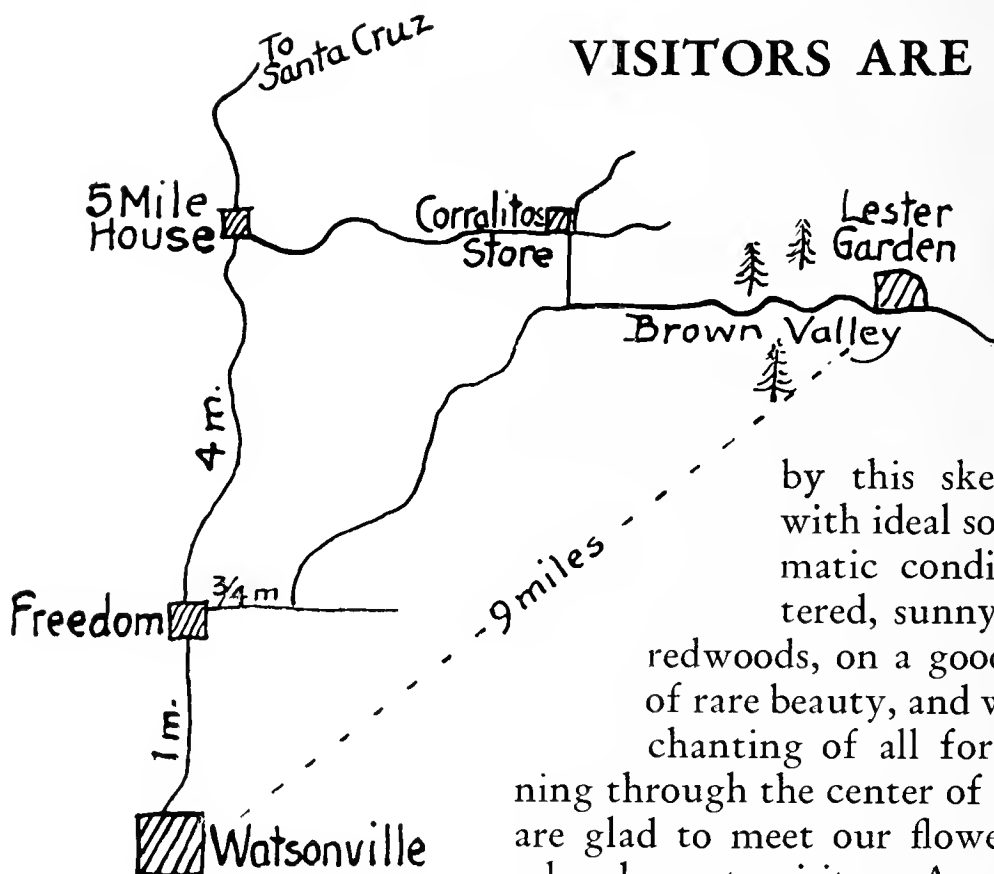 VISITORS ARE
To
Santa Cruz
5 Mile
House
Corralitos
Store
Lester
Garden
Brown Valley
4 m.
9 miles
3/4 m
Freedom
1 m.
Watsonville
by this ske
with ideal so
matic condi
tered, sunny
redwoods, on a good
of rare beauty, and w
chanting of all for
ning through the center of
are glad to meet our flowe